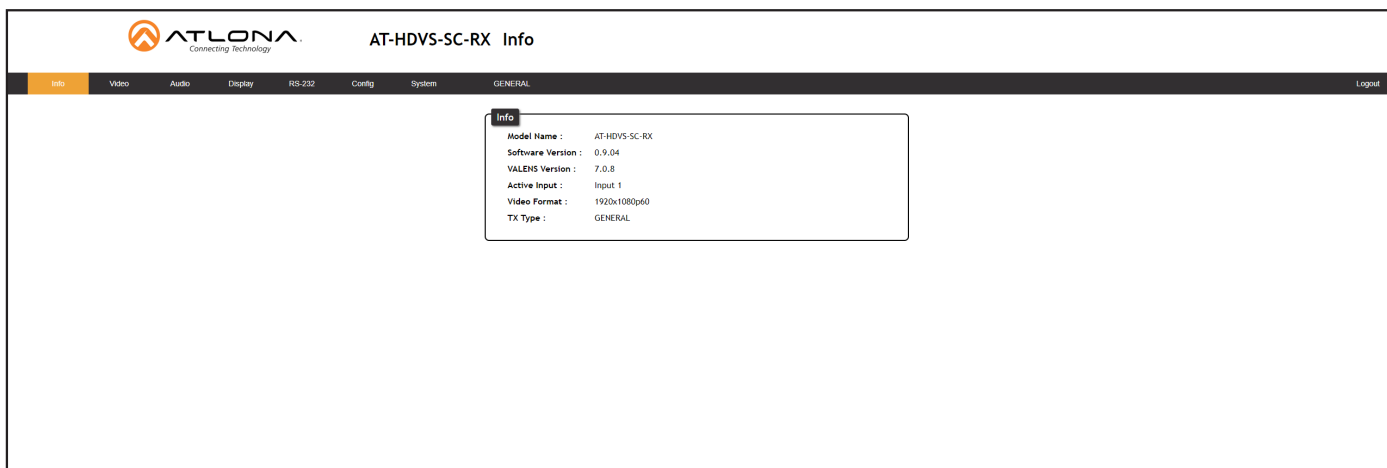 ATLONA.
Connecting Technology
AT-HDVS-SC-RX Info
Info Video Audio Display RS-232 Config System GENERAL Logout
Info
Model Name : AT-HDVS-SC-RX
Software Version : 0.9.04
VALENS Version : 7.0.8
Active Input : Input 1
Video Format : 1920x1080p60
TX Type : GENERAL